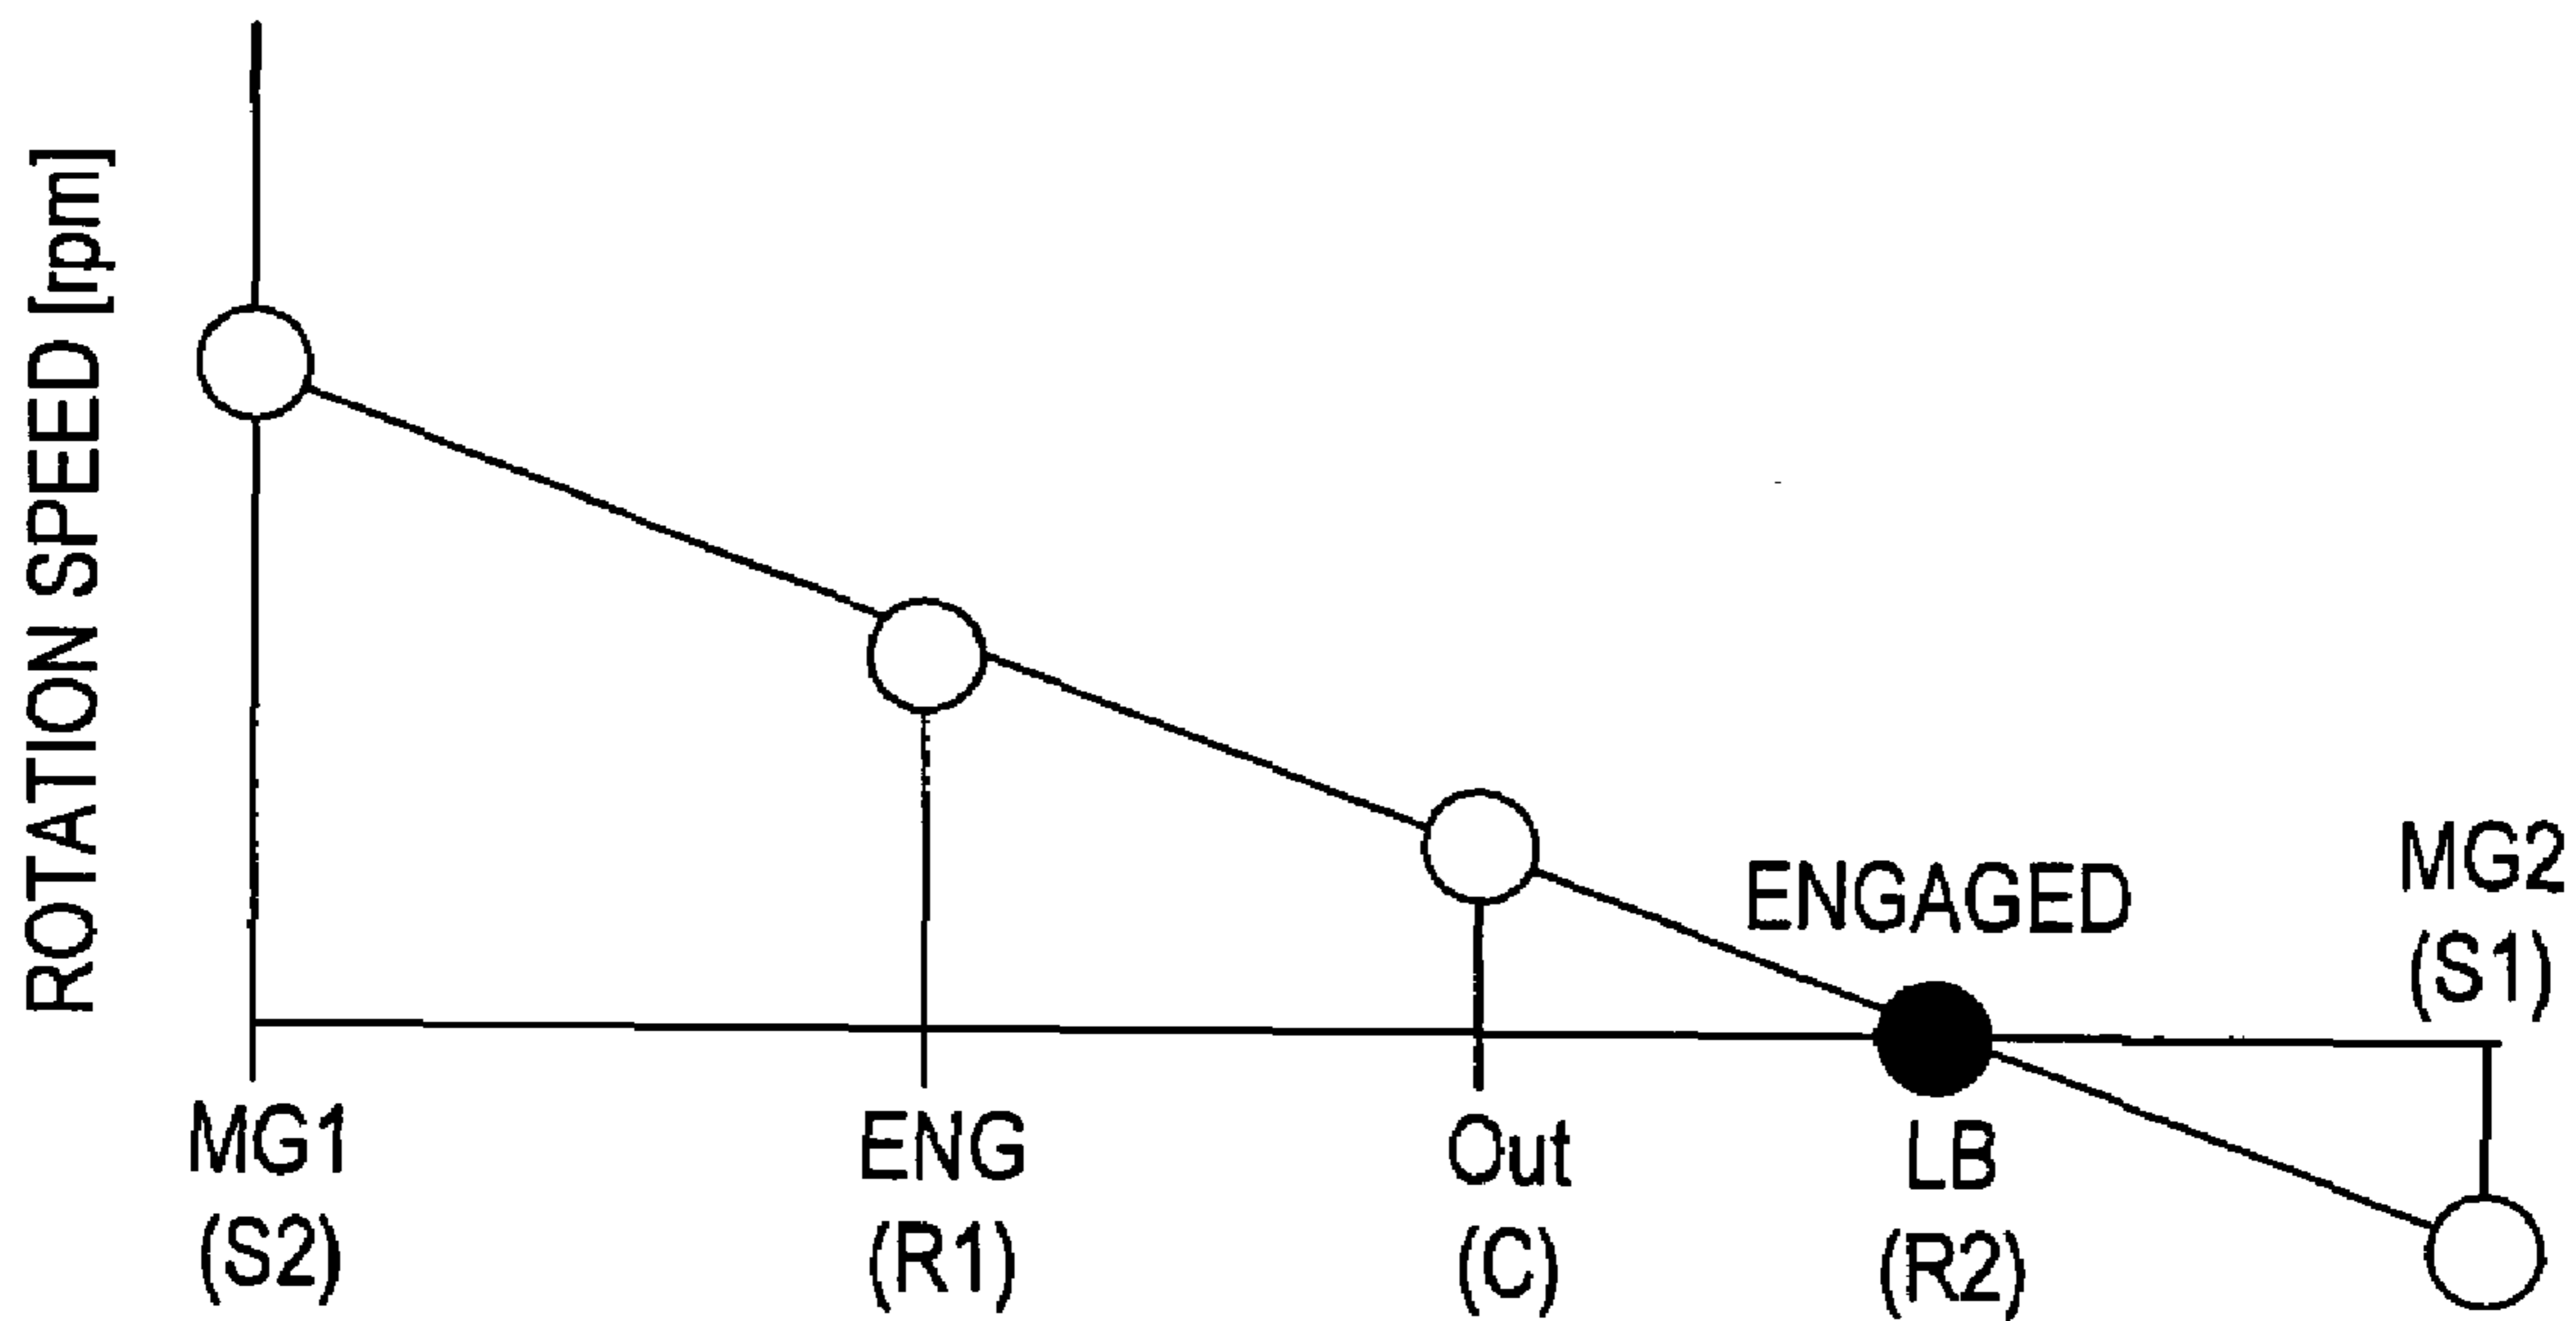 ROTATION SPEED [rpm]
ENGAGED
MG2
(S1)
MG1
(S2)
ENG
(R1)
Out
(C)
LB
(R2)